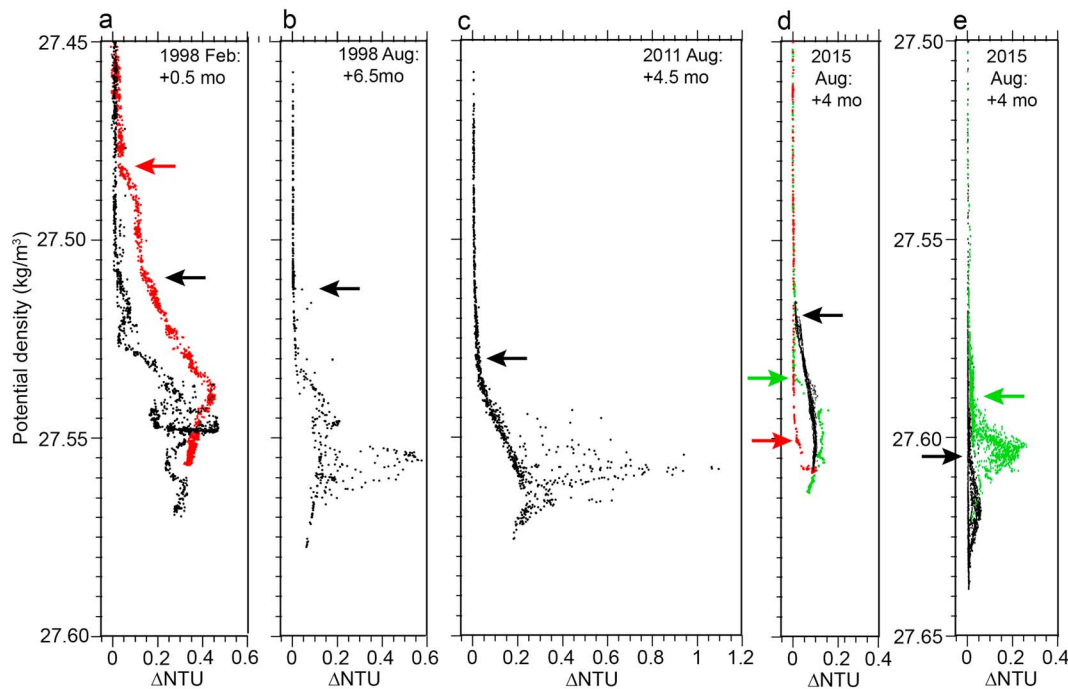 a
b
c
d
e
1998 Feb:
+0.5 mo
1998 Aug:
+6.5mo
2011 Aug:
+4.5 mo
2015
Aug:
+4 mo
2015
Aug:
+4 mo
27.45
27.50
27.55
27.60
27.50
27.55
27.60
27.65
Potential density (kg/m³)
0 0.2 0.4 0.6
0 0.2 0.4 0.6
0 0.2 0.4 0.6 0.8 1.0 1.2
0 0.2 0.4
0 0.2 0.4
ΔNTU
ΔNTU
ΔNTU
ΔNTU
ΔNTU